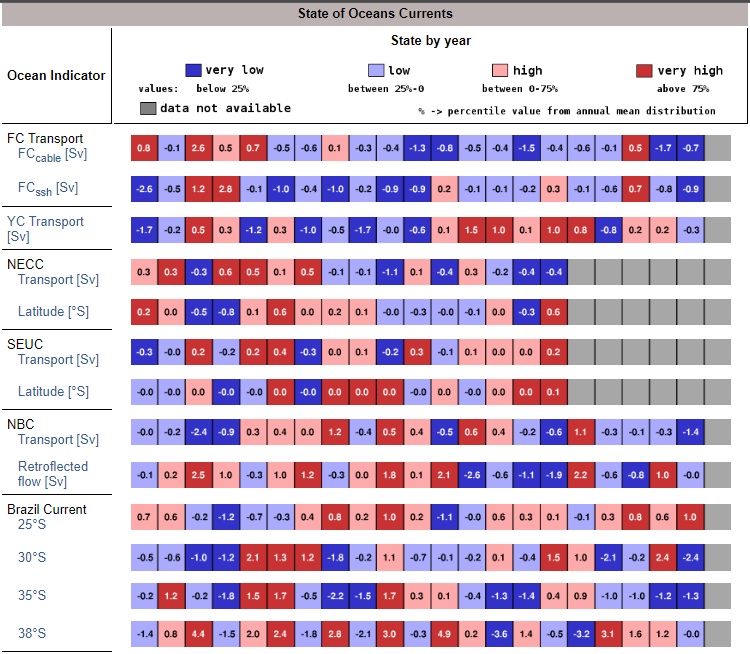 State of Oceans Currents
State by year
Ocean Indicator
very low low high very high
values: below 25% between 25%-0 between 0-75% above 75%
data not available % -> percentile value from annual mean distribution
FC Transport
FCcable [Sv] 0.8 -0.1 2.6 0.5 0.7 -0.5 -0.6 0.1 -0.3 -0.4 -1.3 -0.8 -0.5 -0.4 -1.5 -0.4 -0.6 -0.1 0.5 -1.7 -0.7
FCssh [Sv] -2.6 -0.5 1.2 2.8 -0.1 -1.0 -0.4 -1.0 -0.2 -0.9 -0.9 0.2 -0.1 -0.1 -0.2 0.3 -0.1 -0.6 0.7 -0.8 -0.9
YC Transport
[Sv] -1.7 -0.2 0.5 0.3 -1.2 0.3 -1.0 -0.5 -1.7 -0.0 -0.6 0.1 1.5 1.0 0.1 1.0 0.8 -0.8 0.2 0.2 -0.3
NECC
Transport [Sv] 0.3 0.3 -0.3 0.6 0.5 0.1 0.5 -0.1 -0.1 -1.1 0.1 -0.4 0.3 -0.2 -0.4 -0.4
Latitude [°S] 0.2 0.0 -0.5 -0.8 0.1 0.6 0.0 0.2 0.1 -0.0 -0.3 -0.0 -0.1 0.0 -0.3 0.6
SEUC
Transport [Sv] -0.3 -0.0 0.2 -0.2 0.2 0.4 -0.3 0.0 0.1 -0.2 0.3 -0.1 0.1 0.0 0.0 0.2
Latitude [°S] -0.0 -0.0 0.0 -0.0 -0.0 0.0 -0.0 0.0 0.0 0.0 -0.0 0.0 -0.0 0.0 0.0 0.1
NBC
Transport [Sv] -0.0 -0.2 -2.4 -0.9 0.3 0.4 0.0 1.2 -0.4 0.5 0.4 -0.5 0.6 0.4 -0.2 -0.6 1.1 -0.3 -0.1 -0.3 -1.4
Retroflected
flow [Sv] -0.1 0.2 2.5 1.0 -0.3 1.0 1.2 -0.3 0.0 1.8 0.1 2.1 -2.6 -0.6 -1.1 -1.9 2.2 -0.6 -0.8 1.0 -0.0
Brazil Current
25°S 0.7 0.6 -0.2 -1.2 -0.7 -0.3 0.4 0.8 0.2 1.0 0.2 -1.1 -0.0 0.6 0.3 0.1 -0.1 0.3 0.8 0.6 1.0
30°S -0.5 -0.6 -1.0 -1.2 2.1 1.3 1.2 -1.8 -0.2 1.1 -0.7 -0.1 -0.2 0.1 -0.4 1.5 1.0 -2.1 -0.2 2.4 -2.4
35°S -0.2 1.2 -0.2 -1.8 1.5 1.7 -0.5 -2.2 -1.5 1.7 0.3 0.1 -0.4 -1.3 -1.4 0.4 0.9 -1.0 -1.0 -1.2 -1.3
38°S -1.4 0.8 4.4 -1.5 2.0 2.4 -1.8 2.8 -2.1 3.0 -0.3 4.9 0.2 -3.6 1.4 -0.5 -3.2 3.1 1.6 1.2 -0.0